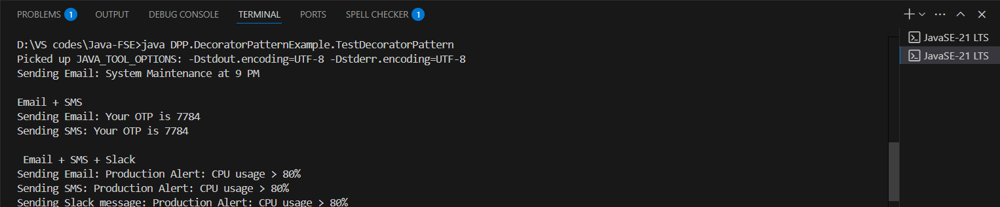 PROBLEMS 1 OUTPUT DEBUG CONSOLE TERMINAL PORTS SPELL CHECKER 1
D:\VS codes\Java-FSE>java DPP.DecoratorPatternExample.TestDecoratorPattern
Picked up JAVA_TOOL_OPTIONS: -Dstdout.encoding=UTF-8 -Dstderr.encoding=UTF-8
Sending Email: System Maintenance at 9 PM
Email + SMS
Sending Email: Your OTP is 7784
Sending SMS: Your OTP is 7784
Email + SMS + Slack
Sending Email: Production Alert: CPU usage > 80%
Sending SMS: Production Alert: CPU usage > 80%
Sending Slack message: Production Alert: CPU usage > 80%
JavaSE-21 LTS
JavaSE-21 LTS